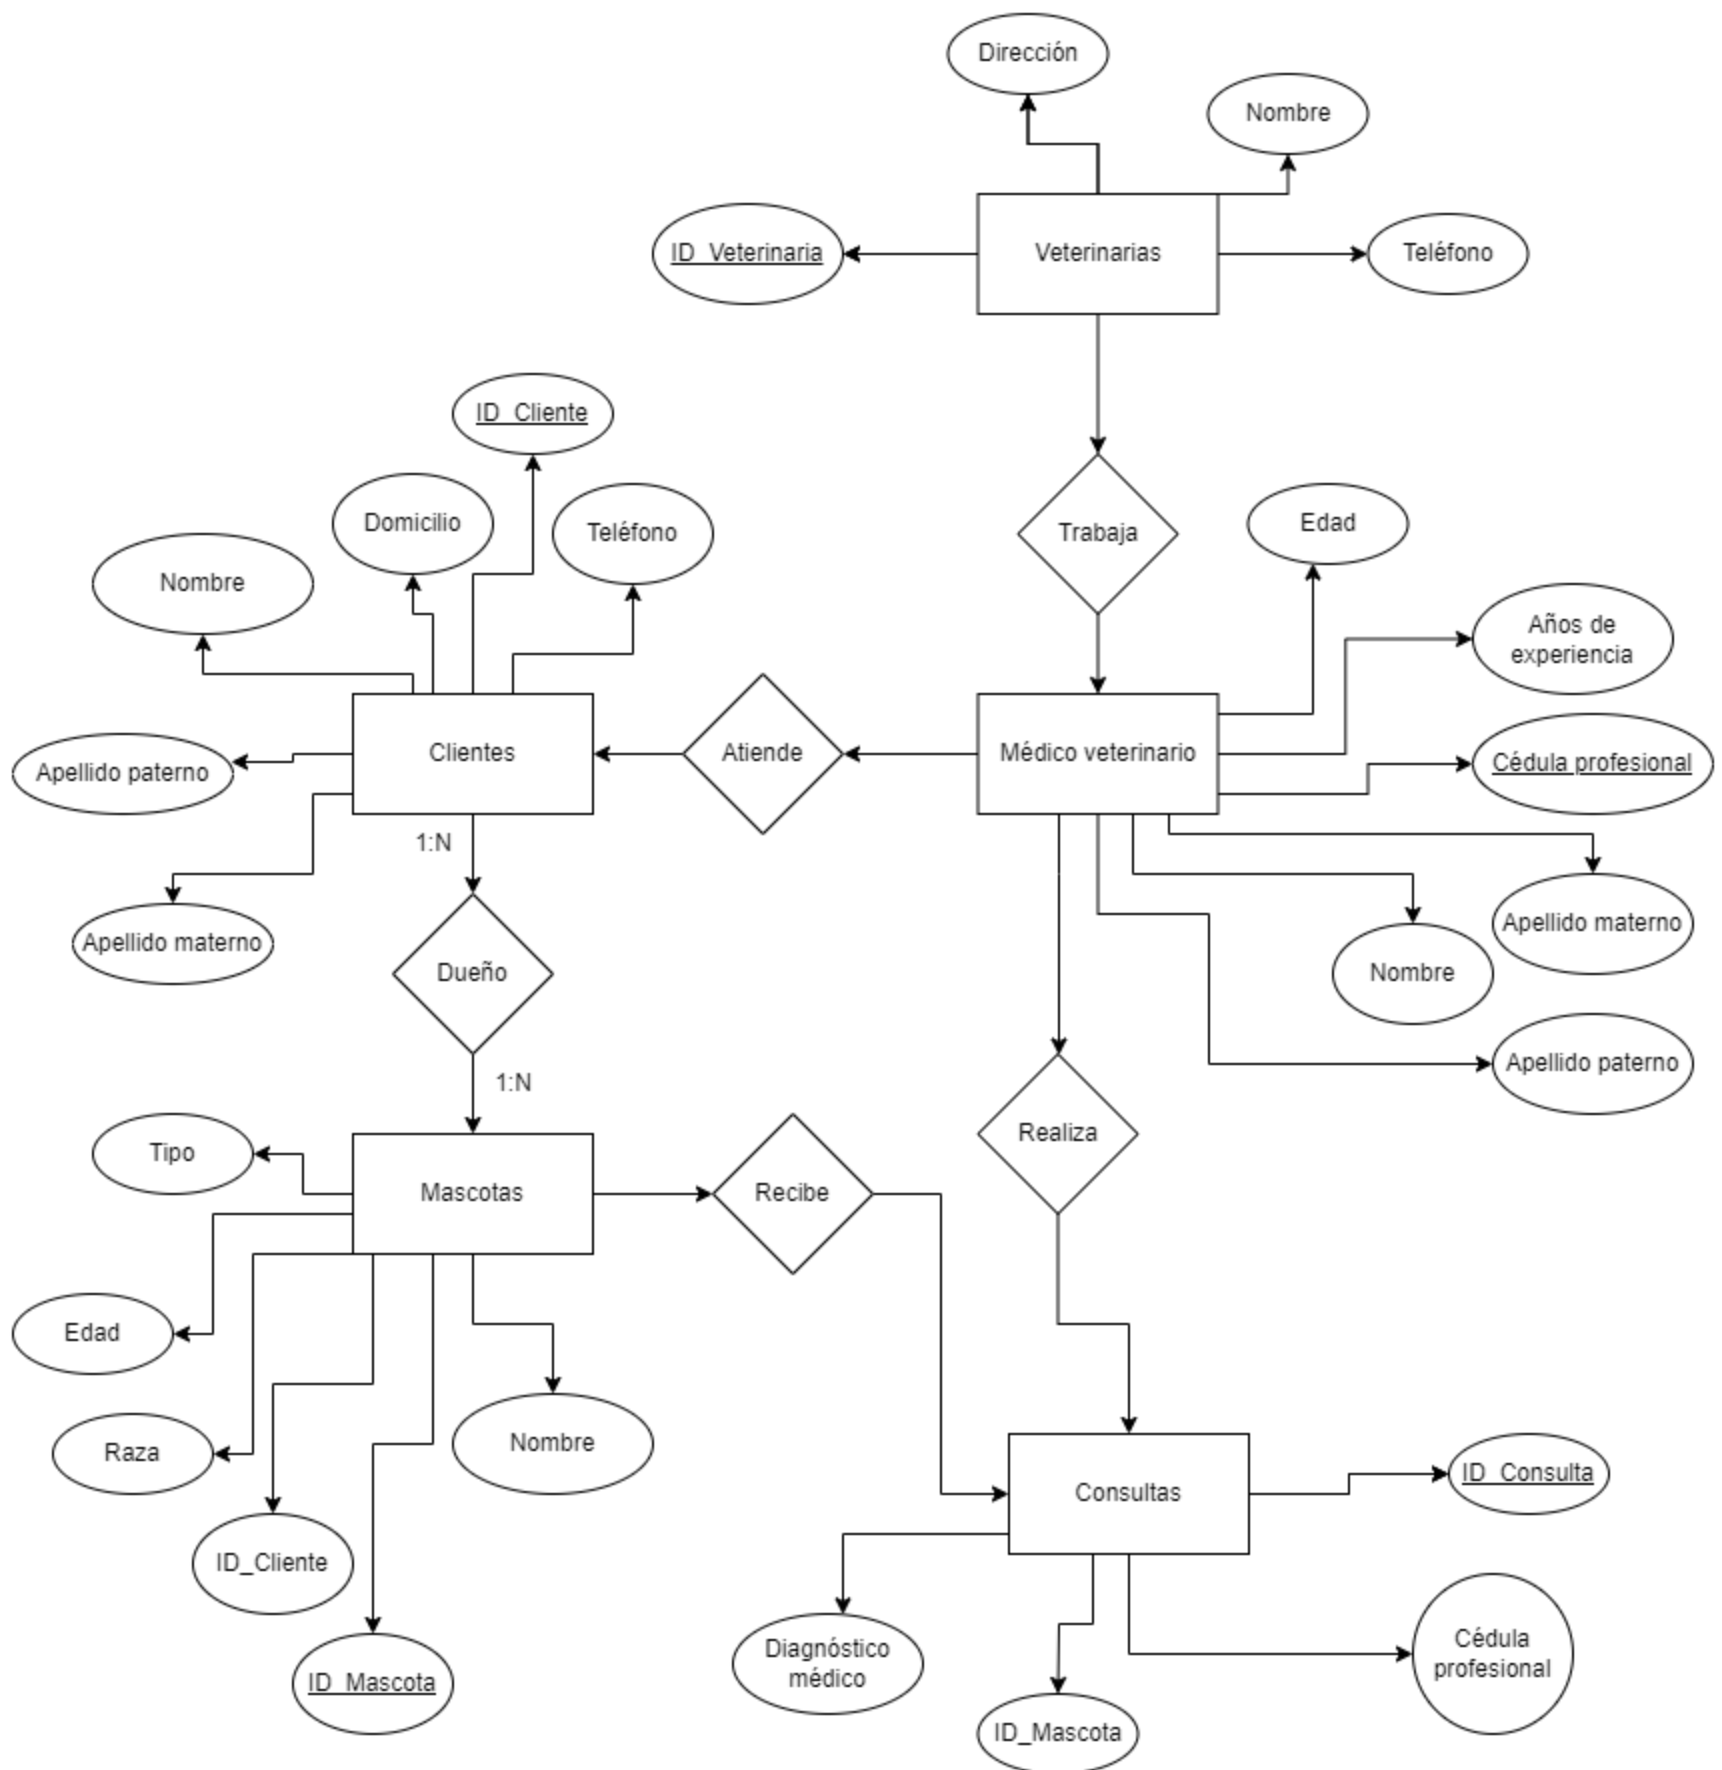 Dirección
Nombre
ID_Veterinaria
Veterinarias
Teléfono
ID_Cliente
Domicilio
Teléfono
Nombre
Trabaja
Edad
Años de
experiencia
Apellido paterno
Clientes
Atiende
Médico veterinario
Cédula profesional
1:N
Apellido materno
Dueño
Apellido materno
Nombre
Apellido paterno
1:N
Realiza
Tipo
Mascotas
Recibe
Edad
Raza
Nombre
ID_Cliente
ID_Mascota
Consultas
ID_Consulta
Diagnóstico
médico
Cédula
profesional
ID_Mascota